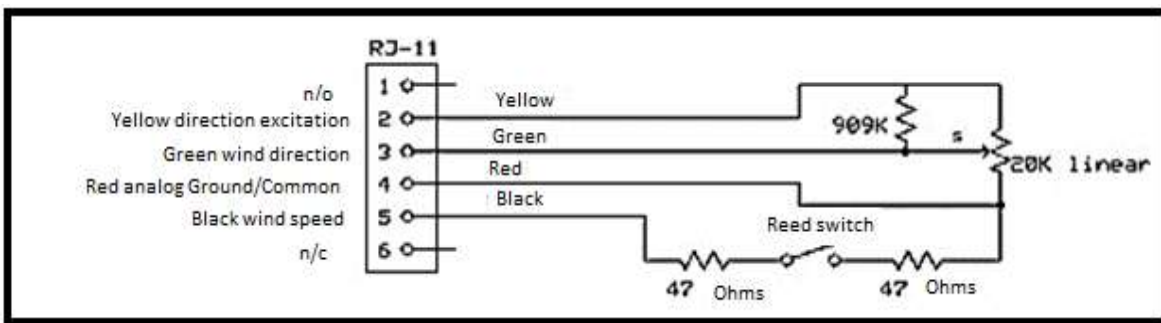 RJ-11
n/o
1
Yellow direction excitation
2
Yellow
Green wind direction
3
Green
909K
s
20K linear
Red analog Ground/Common
4
Red
Black wind speed
5
Black
Reed switch
n/c
6
47 Ohms
47 Ohms